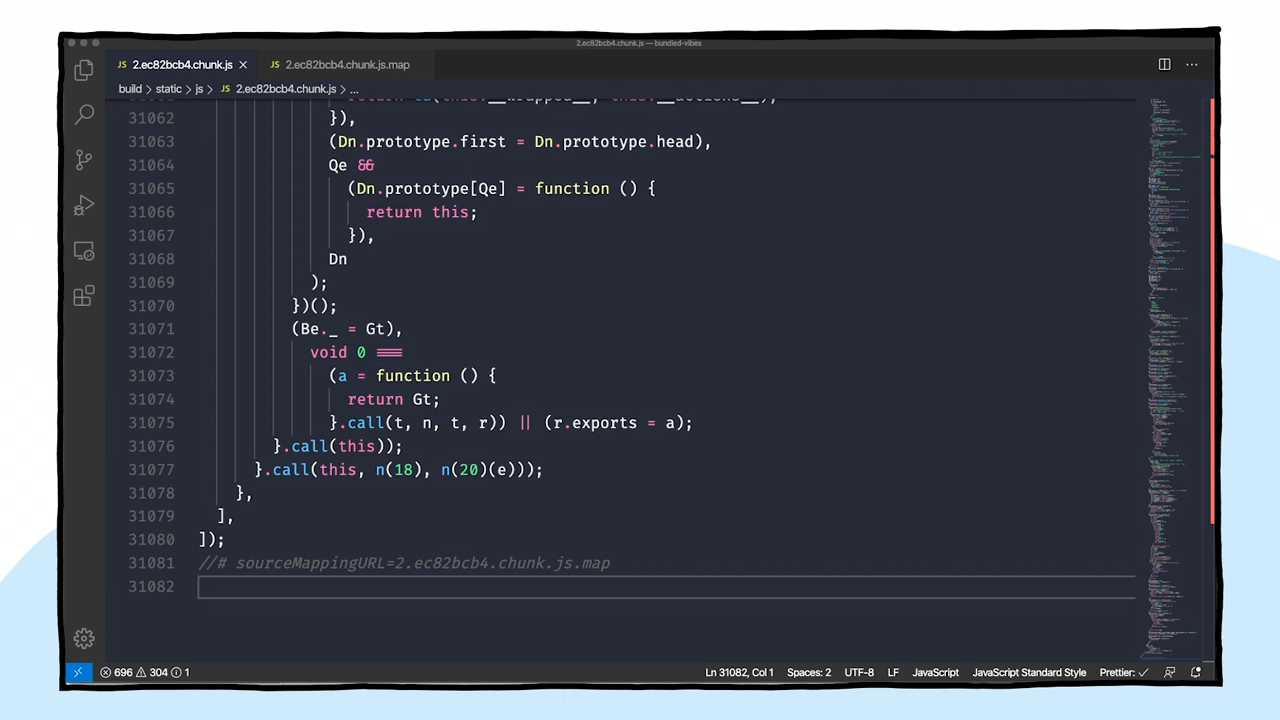 2.ec82bcb4.chunk.js — bundled-vibes
JS 2.ec82bcb4.chunk.js × JS 2.ec82bcb4.chunk.js.map
build > static > js > JS 2.ec82bcb4.chunk.js > ...
31062 }),
31063 (Dn.prototype.first = Dn.prototype.head),
31064 Qe &&
31065 (Dn.prototype[Qe] = function () {
31066 return this;
31067 }),
31068 Dn
31069 );
31070 })();
31071 (Be._ = Gt),
31072 void 0 ===
31073 (a = function () {
31074 return Gt;
31075 }.call(t, n, t, r)) || (r.exports = a);
31076 }.call(this));
31077 }.call(this, n(18), n(20)(e)));
31078 },
31079 ],
31080 ]);
31081 //# sourceMappingURL=2.ec82bcb4.chunk.js.map
31082
696 304 1 Ln 31082, Col 1 Spaces: 2 UTF-8 LF JavaScript JavaScript Standard Style Prettier: ✓